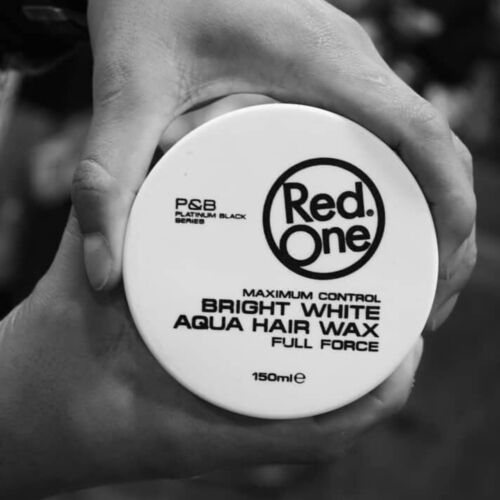 Red.
One
P&B
PLATINUM BLACK
SERIES
MAXIMUM CONTROL
BRIGHT WHITE
AQUA HAIR WAX
FULL FORCE
150ml e